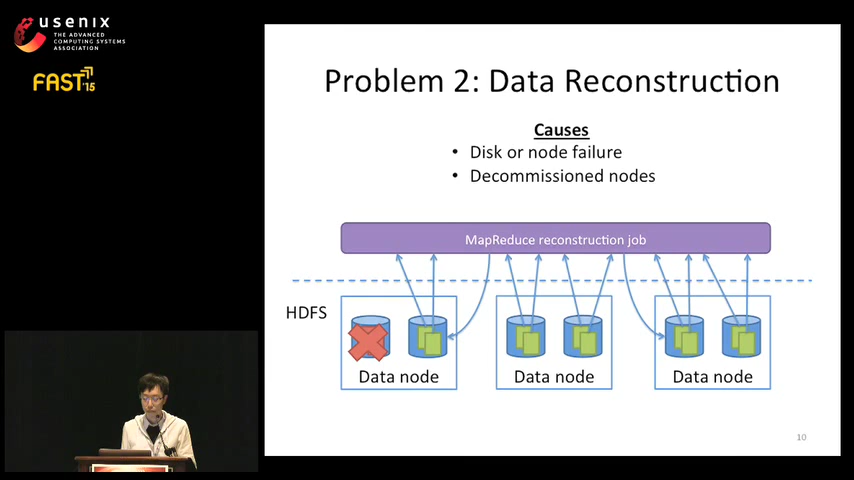 usenix
THE ADVANCED
COMPUTING SYSTEMS
ASSOCIATION
FAST '15
Problem 2: Data Reconstruction
Causes
• Disk or node failure
• Decommissioned nodes
MapReduce reconstruction job
HDFS
Data node
Data node
Data node
10